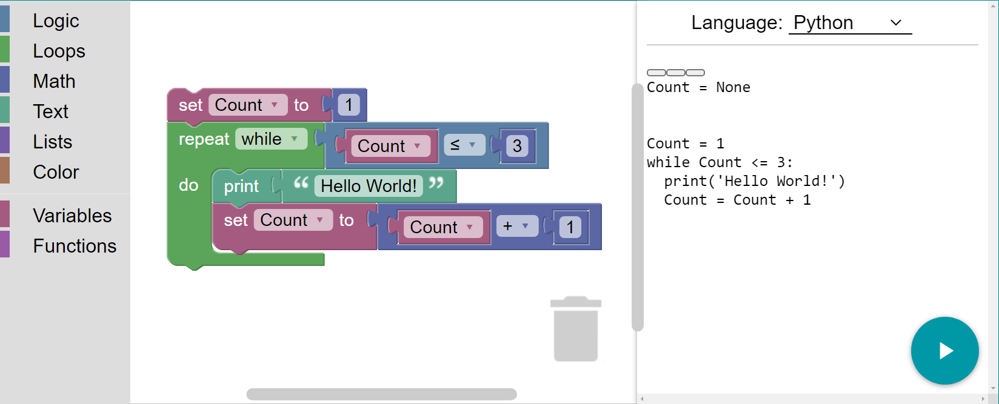 Logic
Loops
Math
Text
Lists
Color
Variables
Functions
set Count to 1
repeat while Count ≤ 3
do print “ Hello World! ”
set Count to Count + 1
Language: Python
Count = None
Count = 1
while Count <= 3:
  print('Hello World!')
  Count = Count + 1